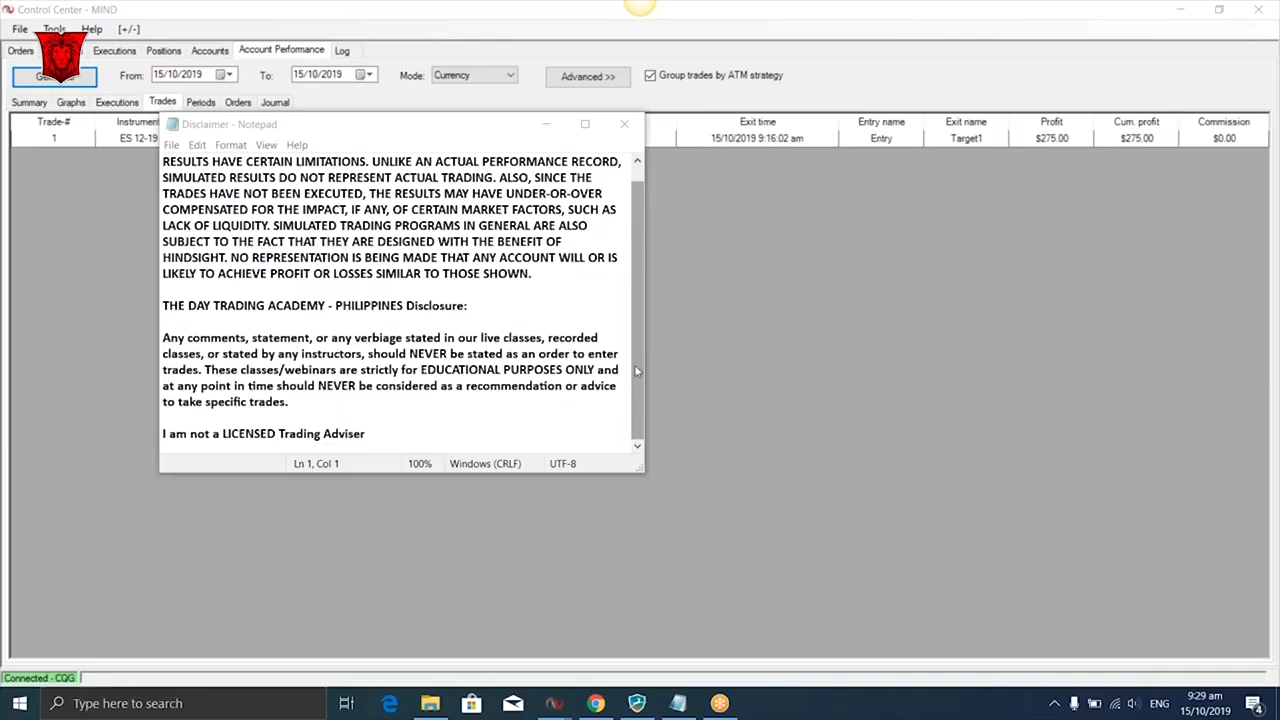 Control Center - MIND
File Tools Help [+/-]
Orders Executions Positions Accounts Account Performance Log
From: 15/10/2019 To: 15/10/2019 Mode: Currency Advanced >> Group trades by ATM strategy
Summary Graphs Executions Trades Periods Orders Journal
Trade-# Instrument Exit time Entry name Exit name Profit Cum. profit Commission
1 ES 12-19 15/10/2019 9:16:02 am Entry Target1 $275.00 $275.00 $0.00
Disclaimer - Notepad
File Edit Format View Help
RESULTS HAVE CERTAIN LIMITATIONS. UNLIKE AN ACTUAL PERFORMANCE RECORD,
SIMULATED RESULTS DO NOT REPRESENT ACTUAL TRADING. ALSO, SINCE THE
TRADES HAVE NOT BEEN EXECUTED, THE RESULTS MAY HAVE UNDER-OR-OVER
COMPENSATED FOR THE IMPACT, IF ANY, OF CERTAIN MARKET FACTORS, SUCH AS
LACK OF LIQUIDITY. SIMULATED TRADING PROGRAMS IN GENERAL ARE ALSO
SUBJECT TO THE FACT THAT THEY ARE DESIGNED WITH THE BENEFIT OF
HINDSIGHT. NO REPRESENTATION IS BEING MADE THAT ANY ACCOUNT WILL OR IS
LIKELY TO ACHIEVE PROFIT OR LOSSES SIMILAR TO THOSE SHOWN.
THE DAY TRADING ACADEMY - PHILIPPINES Disclosure:
Any comments, statement, or any verbiage stated in our live classes, recorded
classes, or stated by any instructors, should NEVER be stated as an order to enter
trades. These classes/webinars are strictly for EDUCATIONAL PURPOSES ONLY and
at any point in time should NEVER be considered as a recommendation or advice
to take specific trades.
I am not a LICENSED Trading Adviser
Ln 1, Col 1 100% Windows (CRLF) UTF-8
Connected - CQG
Type here to search
ENG 9:29 am
15/10/2019
4